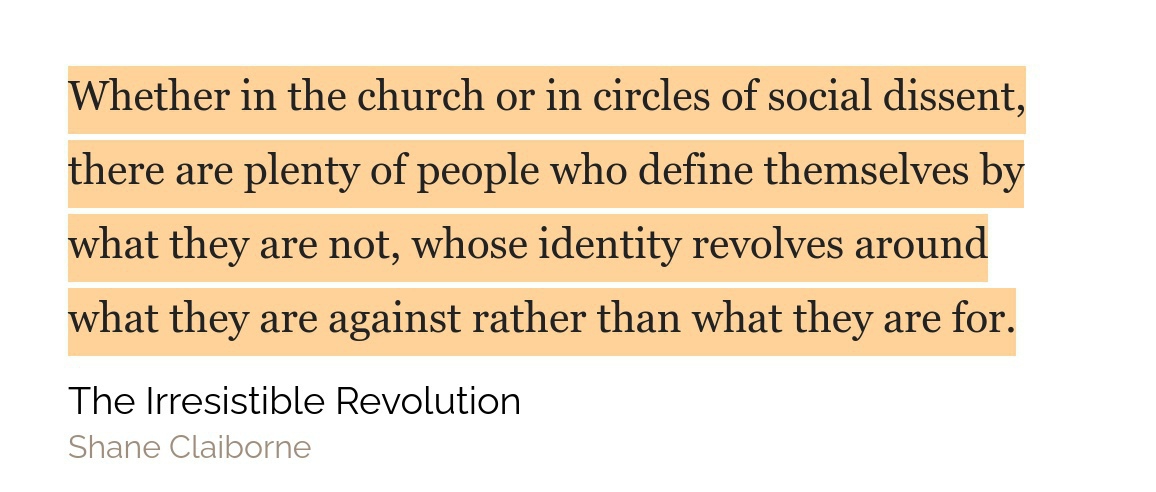 Whether in the church or in circles of social dissent,
there are plenty of people who define themselves by
what they are not, whose identity revolves around
what they are against rather than what they are for.
The Irresistible Revolution
Shane Claiborne